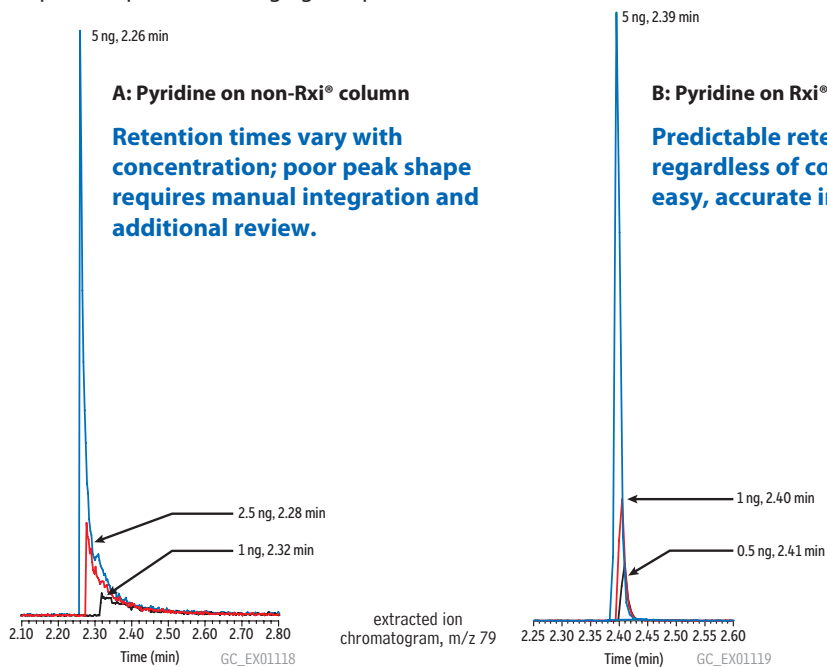 5 ng, 2.26 min
A: Pyridine on non-Rxi® column
Retention times vary with
concentration; poor peak shape
requires manual integration and
additional review.
2.5 ng, 2.28 min
1 ng, 2.32 min
2.10 2.20 2.30 2.40 2.50 2.60 2.70 2.80
Time (min)
GC_EX01118
extracted ion
chromatogram, m/z 79
5 ng, 2.39 min
B: Pyridine on Rxi®
Predictable rete
regardless of co
easy, accurate i
1 ng, 2.40 min
0.5 ng, 2.41 min
2.25 2.30 2.35 2.40 2.45 2.50 2.55 2.60
Time (min)
GC_EX01119